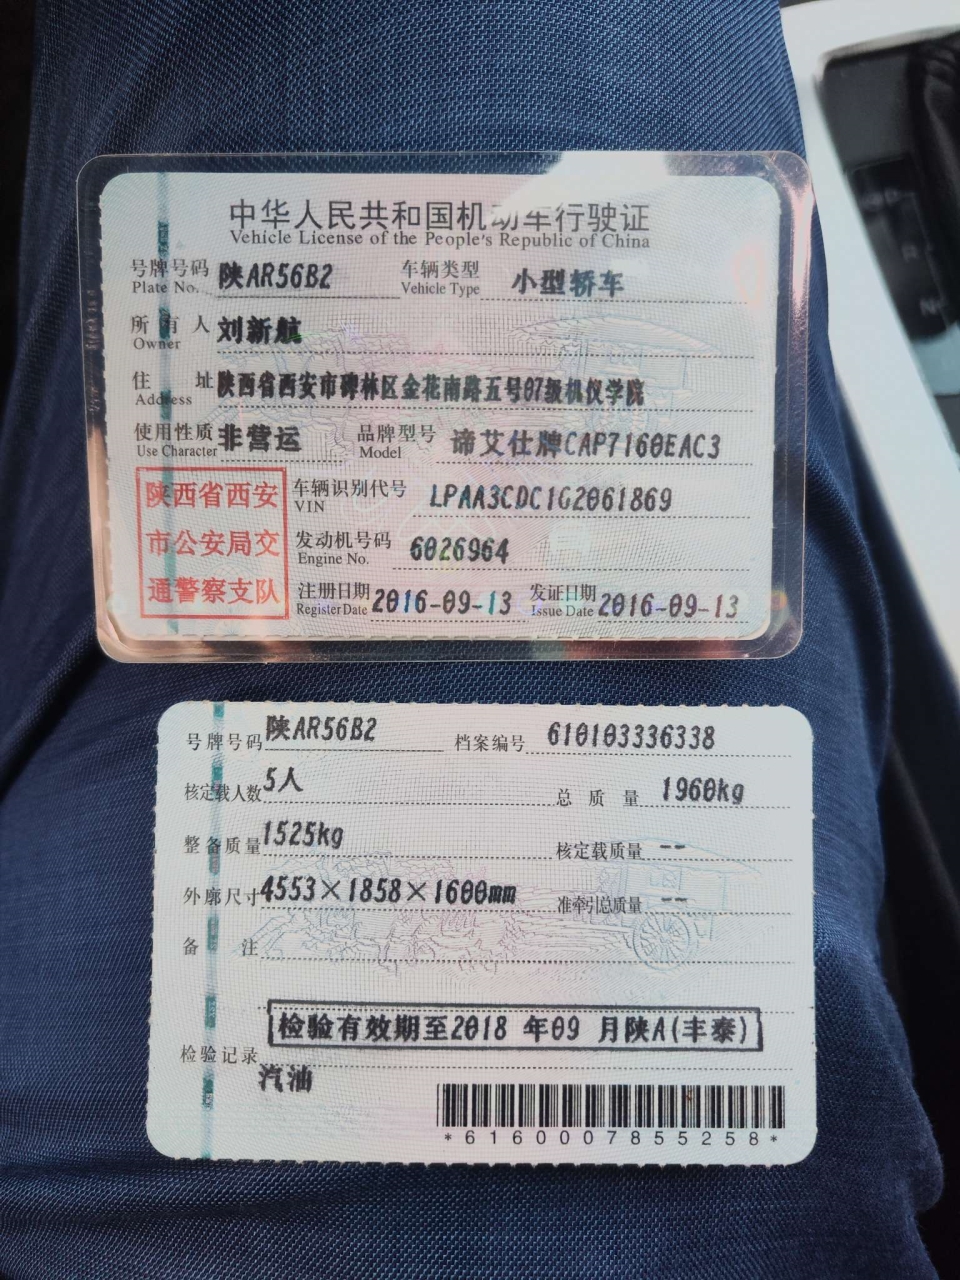 中华人民共和国机动车行驶证
Vehicle License of the People's Republic of China
号牌号码 陕AR56B2 车辆类型 小型轿车
Plate No. Vehicle Type
所有人 刘新航
Owner
住址 陕西省西安市碑林区金花南路五号07级机仪学院
Address
使用性质 非营运 品牌型号 谛艾仕牌CAP7160EAC3
Use Character Model
陕西省西安
市公安局交
通警察支队
车辆识别代号 LPAA3CDC1G2061869
VIN
发动机号码 6026964
Engine No.
注册日期 2016-09-13 发证日期 2016-09-13
Register Date Issue Date
号牌号码 陕AR56B2 档案编号 610103336338
核定载人数 5人 总质量 1960kg
整备质量 1525kg 核定载质量 --
外廓尺寸 4553×1858×1600mm 准牵引总质量 --
备注
检验有效期至2018 年09 月陕A(丰泰)
检验记录
汽油
*6160007855258*